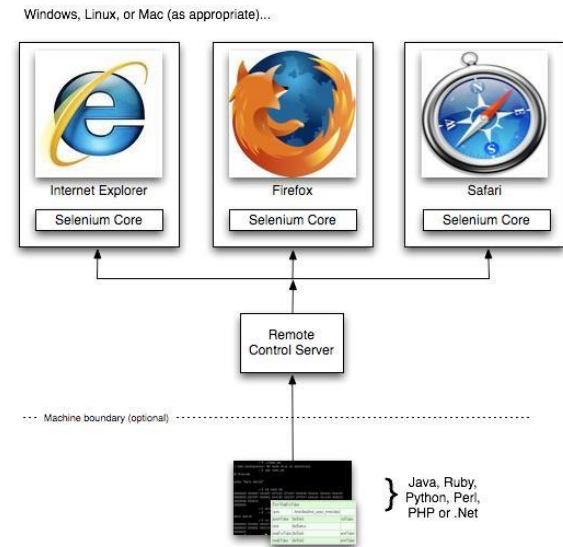 Windows, Linux, or Mac (as appropriate)...
Internet Explorer
Firefox
Safari
Selenium Core
Selenium Core
Selenium Core
Remote
Control Server
Machine boundary (optional)
Java, Ruby,
Python, Perl,
PHP or .Net